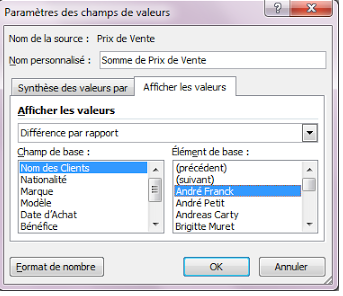 Paramètres des champs de valeurs
Nom de la source : Prix de Vente
Nom personnalisé : Somme de Prix de Vente
Synthèse des valeurs par Afficher les valeurs
Afficher les valeurs
Différence par rapport
Champ de base : Élément de base :
Nom des Clients (précédent)
Nationalité (suivant)
Marque André Franck
Modèle André Petit
Date d'Achat Andreas Carty
Bénéfice Brigitte Muret
Format de nombre OK Annuler